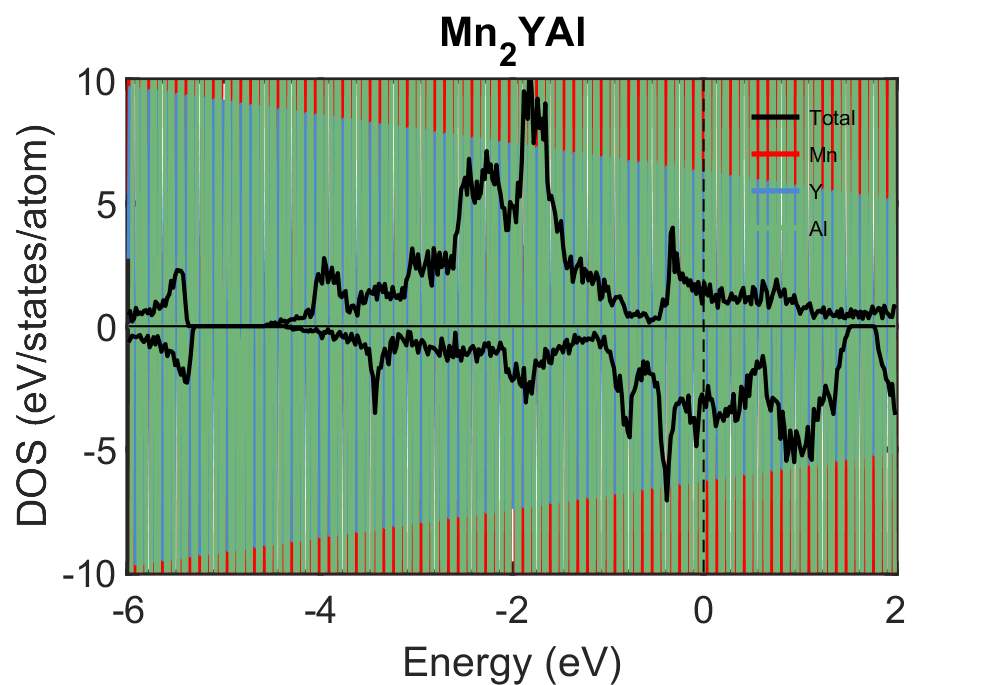 Mn2YAl
10
5
0
-5
-10
DOS (eV/states/atom)
Total
Mn
Y
Al
-6 -4 -2 0 2
Energy (eV)